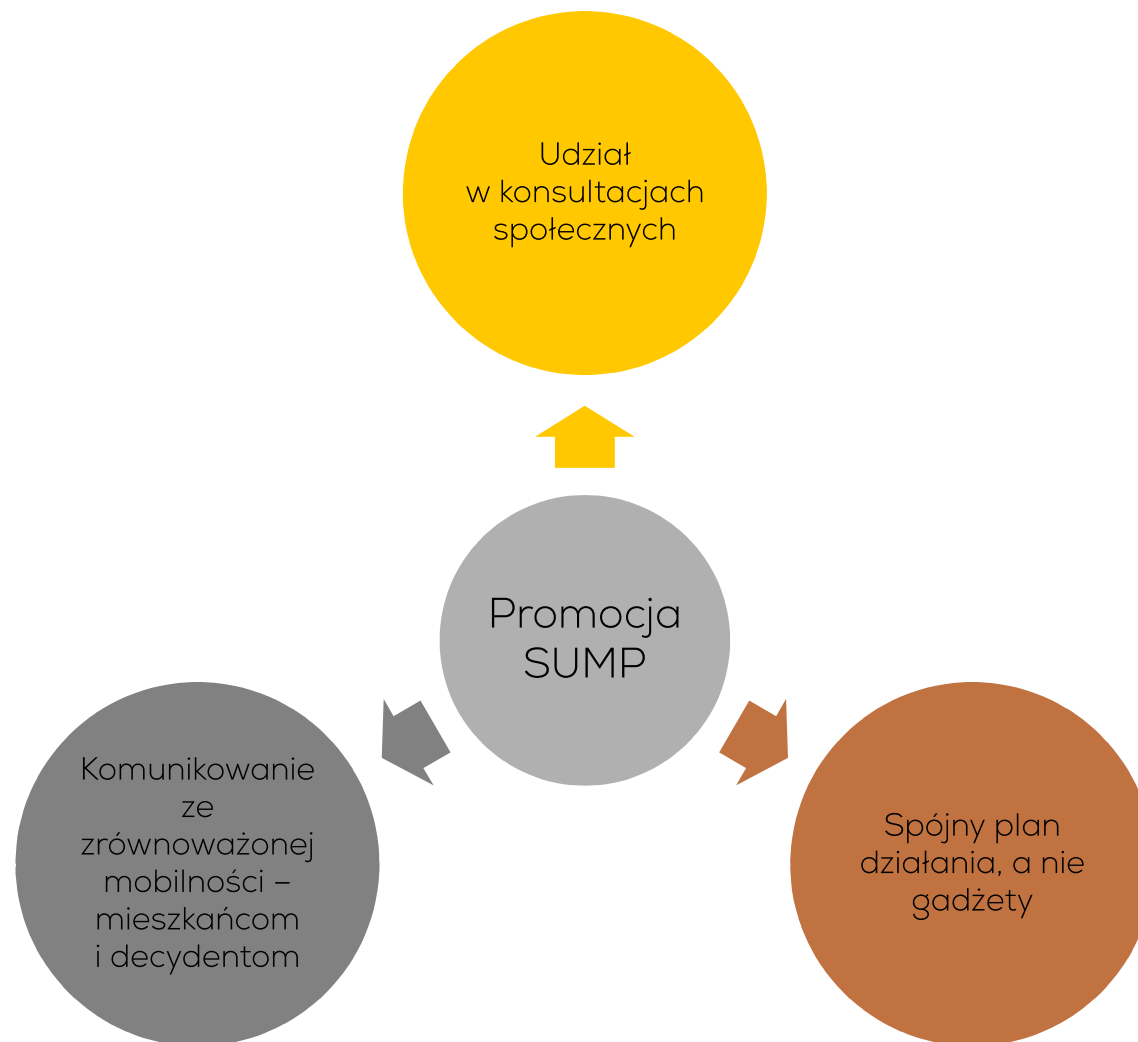 Udział
w konsultacjach
społecznych
Promocja
SUMP
Komunikowanie
ze
zrównoważonej
mobilności –
mieszkańcom
i decydentom
Spójny plan
działania, a nie
gadżety